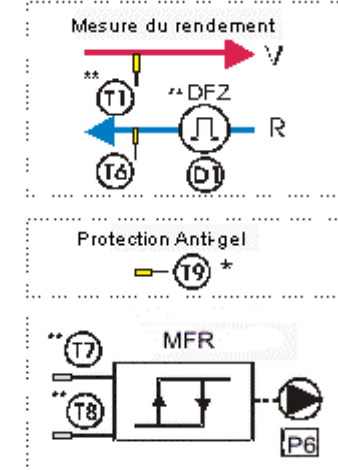 Mesure du rendement
V
** T1
** DFZ
R
T6
D1
Protection Anti-gel
T9 *
** T7
MFR
** T8
P6